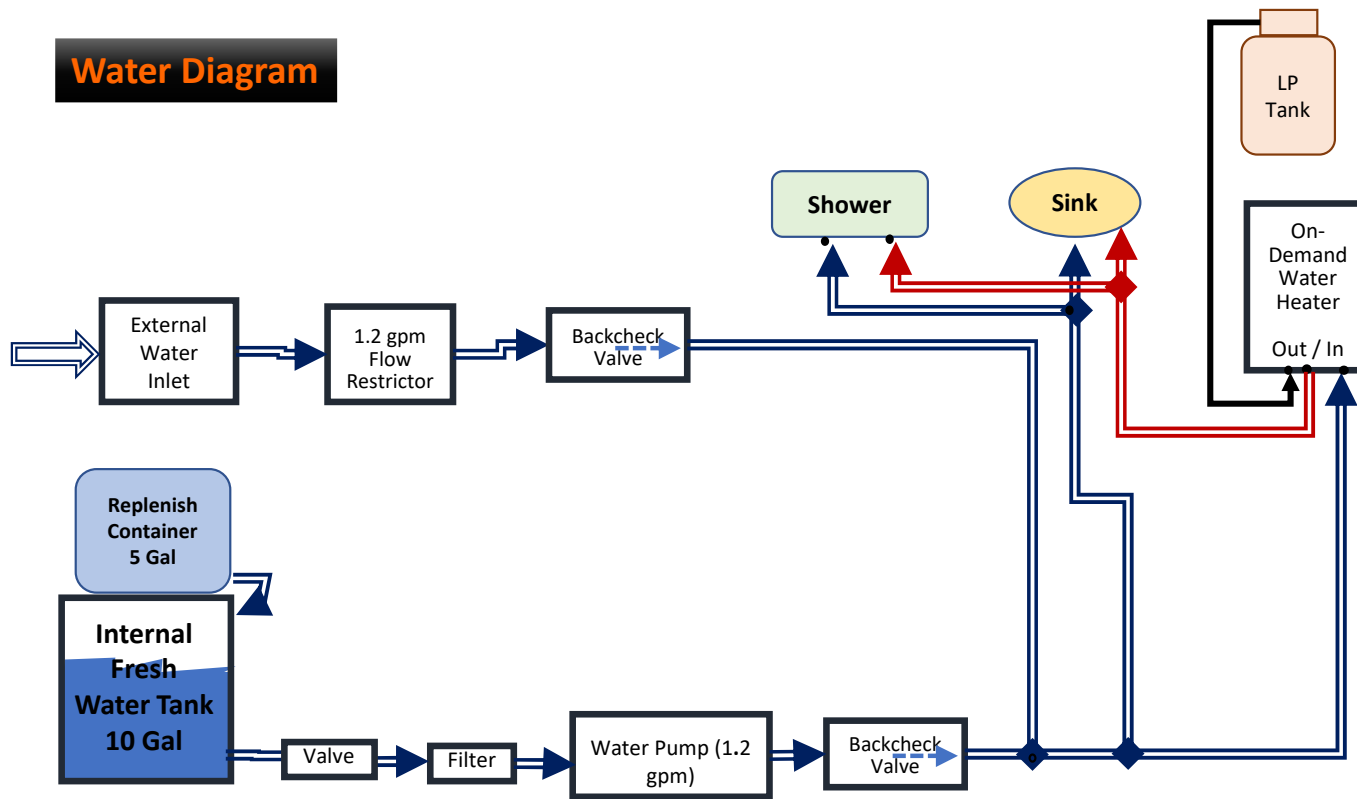 Water Diagram
LP
Tank
Shower
Sink
On-
Demand
Water
Heater
Out / In
External
Water
Inlet
1.2 gpm
Flow
Restrictor
Backcheck
Valve
Replenish
Container
5 Gal
Internal
Fresh
Water Tank
10 Gal
Valve
Filter
Water Pump (1.2
gpm)
Backcheck
Valve